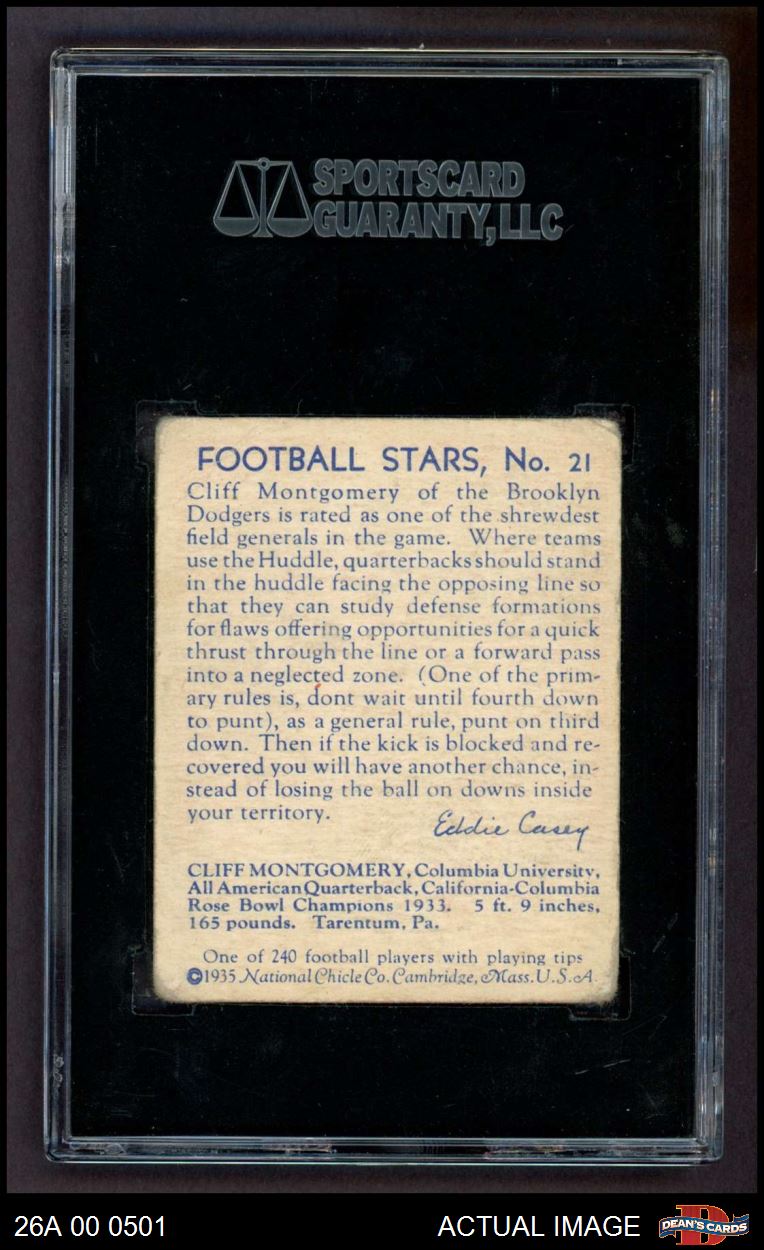 SPORTSCARD
GUARANTY, LLC
FOOTBALL STARS, No. 21
Cliff Montgomery of the Brooklyn
Dodgers is rated as one of the shrewdest
field generals in the game. Where teams
use the Huddle, quarterbacks should stand
in the huddle facing the opposing line so
that they can study defense formations
for flaws offering opportunities for a quick
thrust through the line or a forward pass
into a neglected zone. (One of the prim-
ary rules is, dont wait until fourth down
to punt), as a general rule, punt on third
down. Then if the kick is blocked and re-
covered you will have another chance, in-
stead of losing the ball on downs inside
your territory.
Eddie Casey
CLIFF MONTGOMERY, Columbia University,
All American Quarterback, California-Columbia
Rose Bowl Champions 1933. 5 ft. 9 inches,
165 pounds. Tarentum, Pa.
One of 240 football players with playing tips
©1935 National Chicle Co. Cambridge, Mass. U.S.A.
26A 00 0501 ACTUAL IMAGE DEAN'S CARDS